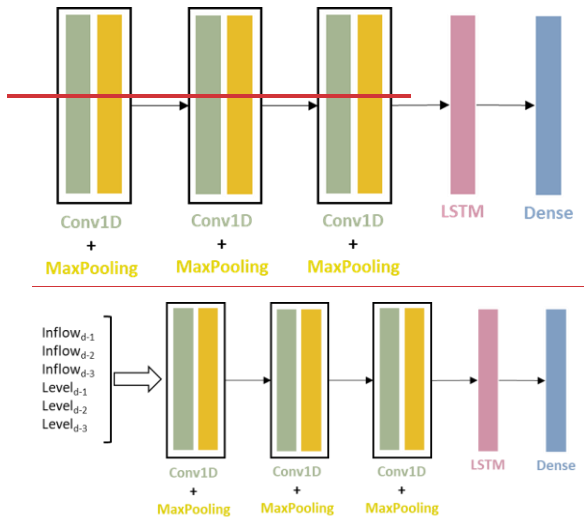 Conv1D Conv1D Conv1D LSTM Dense
+ + +
MaxPooling MaxPooling MaxPooling
Inflowd-1
Inflowd-2
Inflowd-3
Leveld-1
Leveld-2
Leveld-3
Conv1D Conv1D Conv1D LSTM Dense
+ + +
MaxPooling MaxPooling MaxPooling